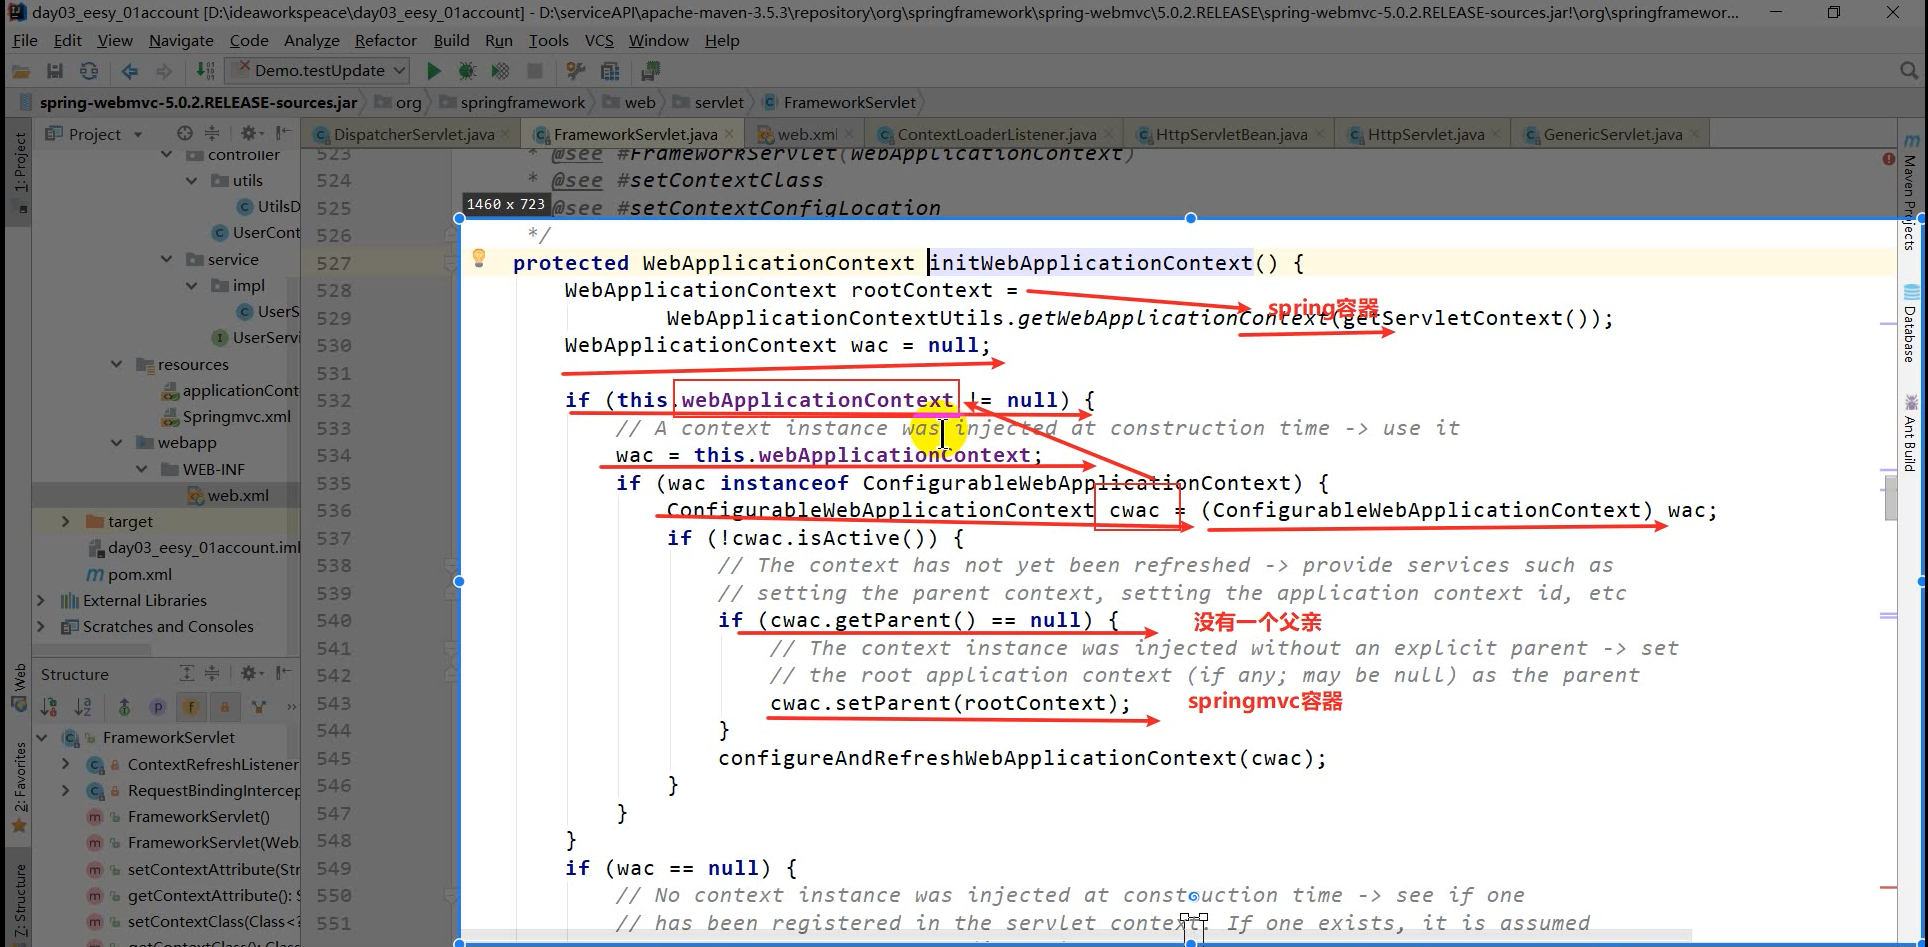 day03_eesy_01account [D:\ideaworkspeace\day03_eesy_01account] - D:\serviceAPI\apache-maven-3.5.3\repository\org\springframework\spring-webmvc\5.0.2.RELEASE\spring-webmvc-5.0.2.RELEASE-sources.jar!\org\springframewor...
File Edit View Navigate Code Analyze Refactor Build Run Tools VCS Window Help
Demo.testUpdate
spring-webmvc-5.0.2.RELEASE-sources.jar org springframework web servlet FrameworkServlet
Project
DispatcherServlet.java FrameworkServlet.java web.xml ContextLoaderListener.java HttpServletBean.java HttpServlet.java GenericServlet.java
1: Project
2: Favorites
Web
7: Structure
Maven Projects
Database
Ant Build
controller
utils
UtilsD
UserCont
service
impl
UserS
UserServi
resources
applicationCont
Springmvc.xml
webapp
WEB-INF
web.xml
target
day03_eesy_01account.iml
pom.xml
External Libraries
Scratches and Consoles
Structure
FrameworkServlet
ContextRefreshListener
RequestBindingIntercep
FrameworkServlet()
FrameworkServlet(Web
setContextAttribute(Str
getContextAttribute(): S
setContextClass(Class<?
getContextClass(): Class
1460 x 723
523 * @see #FrameworkServlet(WebApplicationContext)
524 * @see #setContextClass
525 @see #setContextConfigLocation
526 */
527 protected WebApplicationContext initWebApplicationContext() {
528 WebApplicationContext rootContext =
spring容器
529 WebApplicationContextUtils.getWebApplicationContext(getServletContext());
530 WebApplicationContext wac = null;
531
532 if (this.webApplicationContext != null) {
533 // A context instance was injected at construction time -> use it
534 wac = this.webApplicationContext;
535 if (wac instanceof ConfigurableWebApplicationContext) {
536 ConfigurableWebApplicationContext cwac = (ConfigurableWebApplicationContext) wac;
537 if (!cwac.isActive()) {
538 // The context has not yet been refreshed -> provide services such as
539 // setting the parent context, setting the application context id, etc
540 if (cwac.getParent() == null) { 没有一个父亲
541 // The context instance was injected without an explicit parent -> set
542 // the root application context (if any; may be null) as the parent
543 cwac.setParent(rootContext); springmvc容器
544 }
545 configureAndRefreshWebApplicationContext(cwac);
546 }
547 }
548 }
549 if (wac == null) {
550 // No context instance was injected at construction time -> see if one
551 // has been registered in the servlet context. If one exists, it is assumed